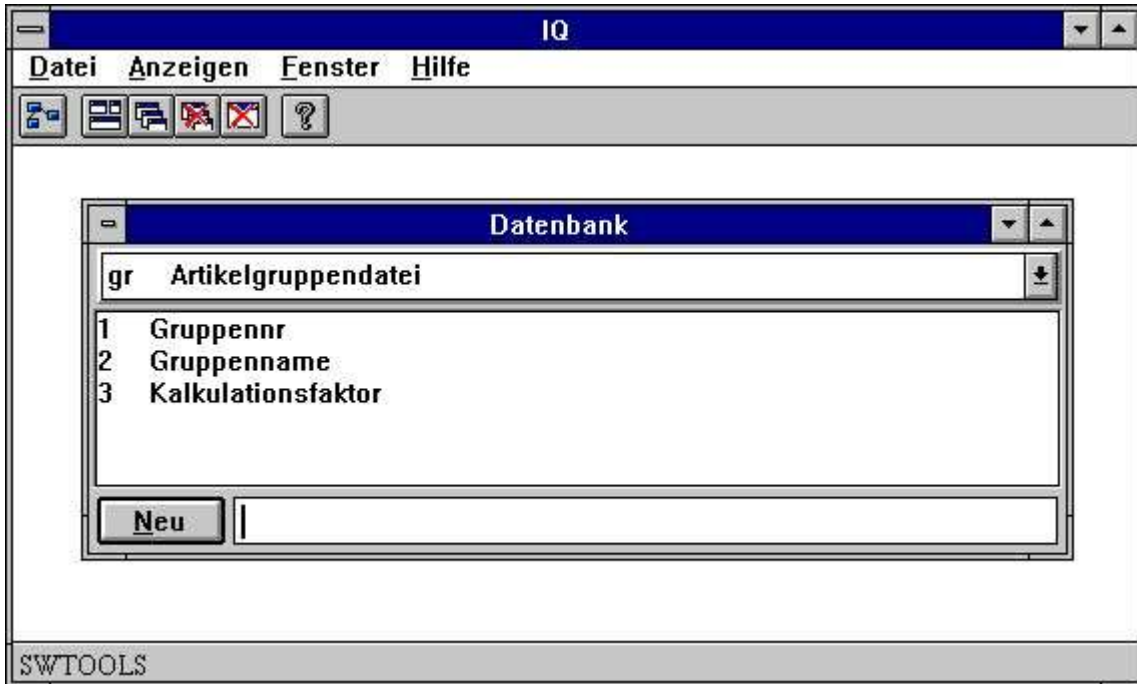 IQ
Datei Anzeigen Fenster Hilfe
?
Datenbank
gr Artikelgruppendatei
1 Gruppennr
2 Gruppenname
3 Kalkulationsfaktor
Neu
SWTOOLS